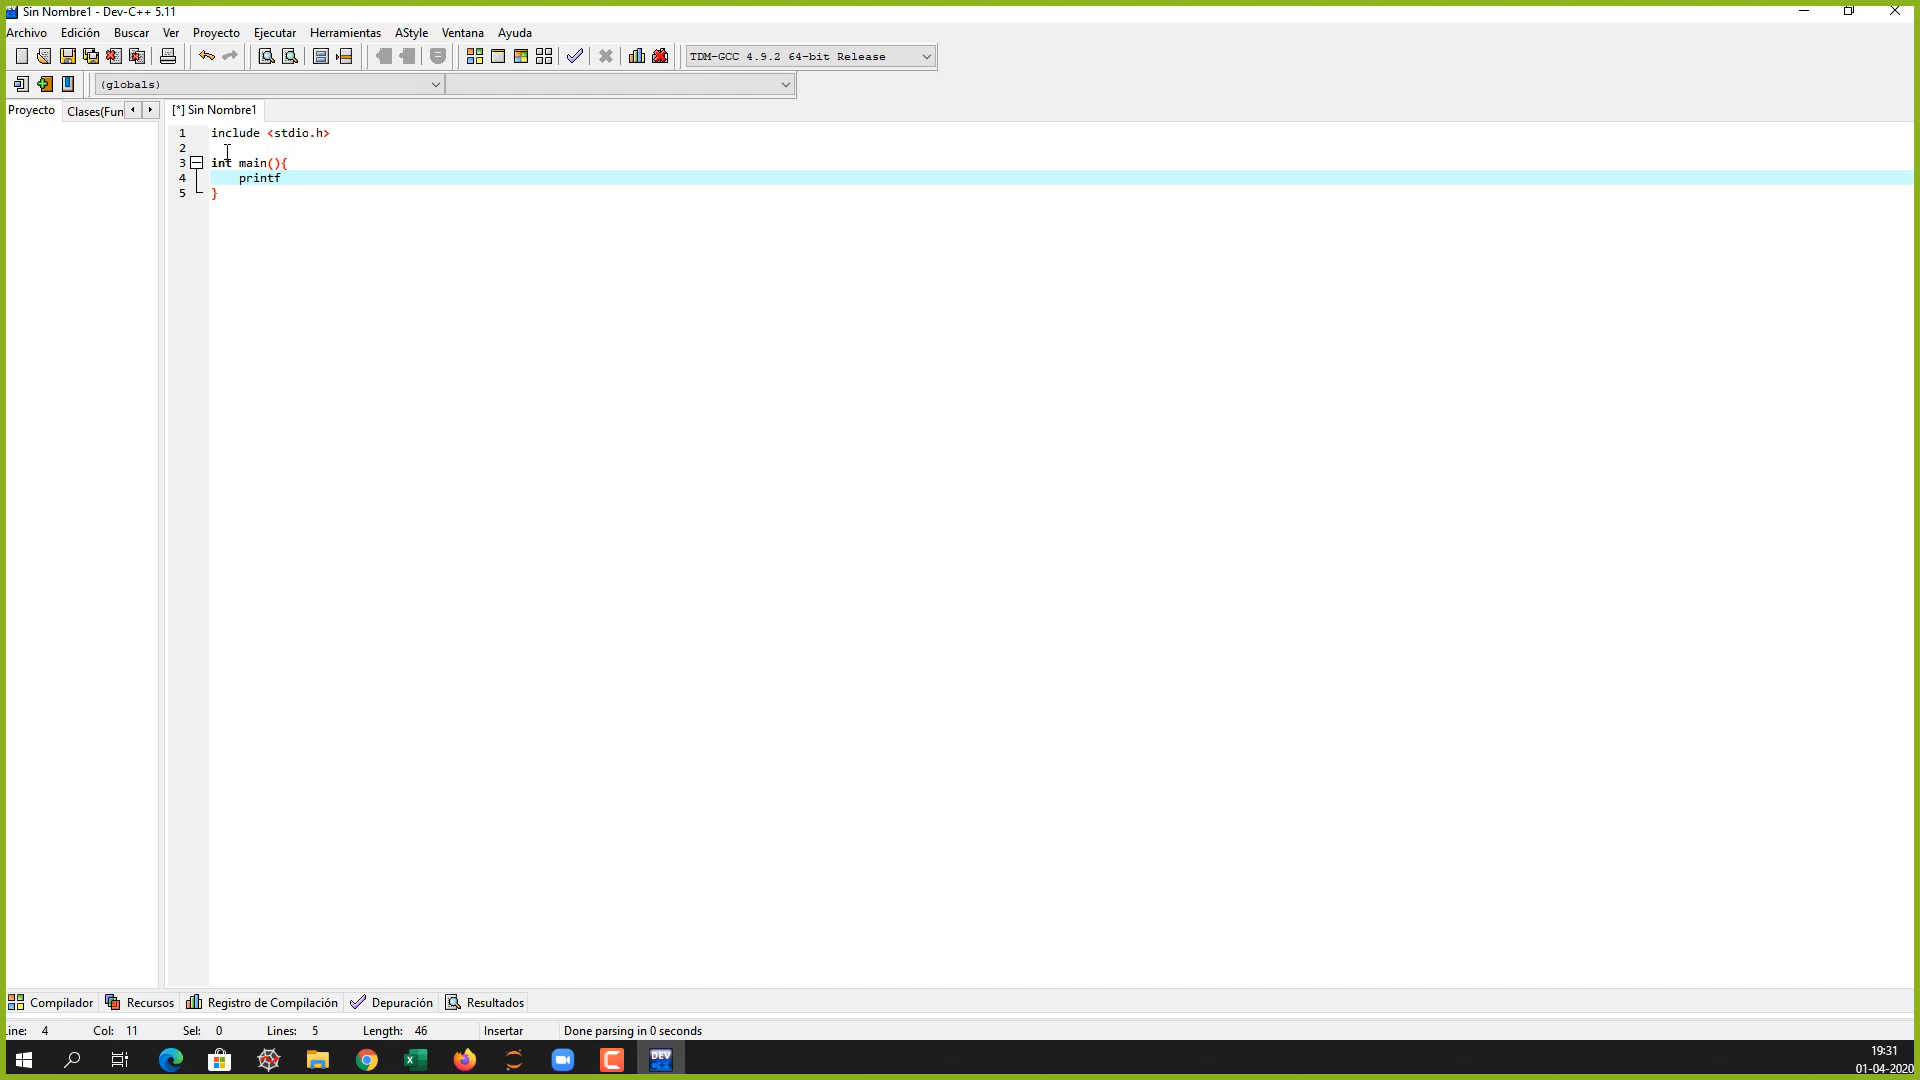 Sin Nombre1 - Dev-C++ 5.11
Archivo Edición Buscar Ver Proyecto Ejecutar Herramientas AStyle Ventana Ayuda
TDM-GCC 4.9.2 64-bit Release
(globals)
Proyecto Clases(Fun [*] Sin Nombre1
1 include <stdio.h>
2
3 int main(){
4 printf
5 }
Compilador Recursos Registro de Compilación Depuración Resultados
ine: 4 Col: 11 Sel: 0 Lines: 5 Length: 46 Insertar Done parsing in 0 seconds
DEV
19:31
01-04-2020